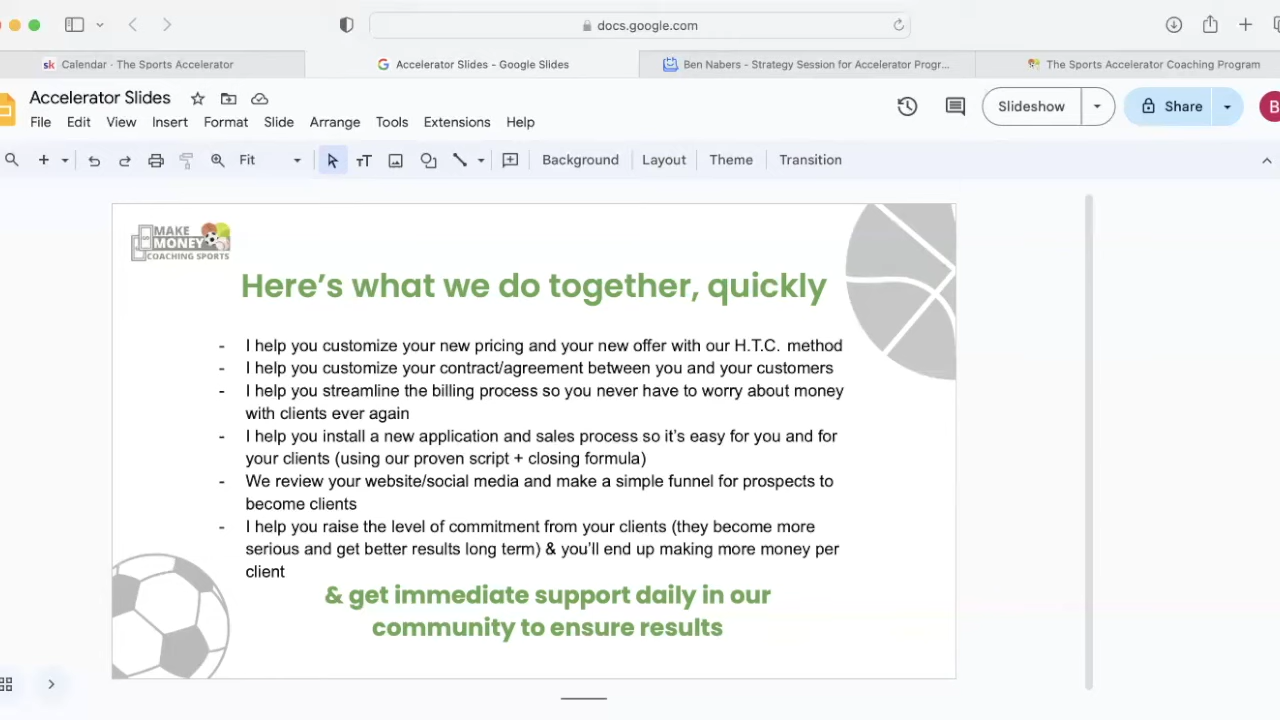 docs.google.com
sk Calendar · The Sports Accelerator
Accelerator Slides - Google Slides
Ben Nabers - Strategy Session for Accelerator Progr...
The Sports Accelerator Coaching Program
Accelerator Slides
File Edit View Insert Format Slide Arrange Tools Extensions Help
Slideshow
Share
B
Fit
Background Layout Theme Transition
MAKE
MONEY
COACHING SPORTS
Here's what we do together, quickly
- I help you customize your new pricing and your new offer with our H.T.C. method
- I help you customize your contract/agreement between you and your customers
- I help you streamline the billing process so you never have to worry about money
with clients ever again
- I help you install a new application and sales process so it's easy for you and for
your clients (using our proven script + closing formula)
- We review your website/social media and make a simple funnel for prospects to
become clients
- I help you raise the level of commitment from your clients (they become more
serious and get better results long term) & you'll end up making more money per
client
& get immediate support daily in our
community to ensure results